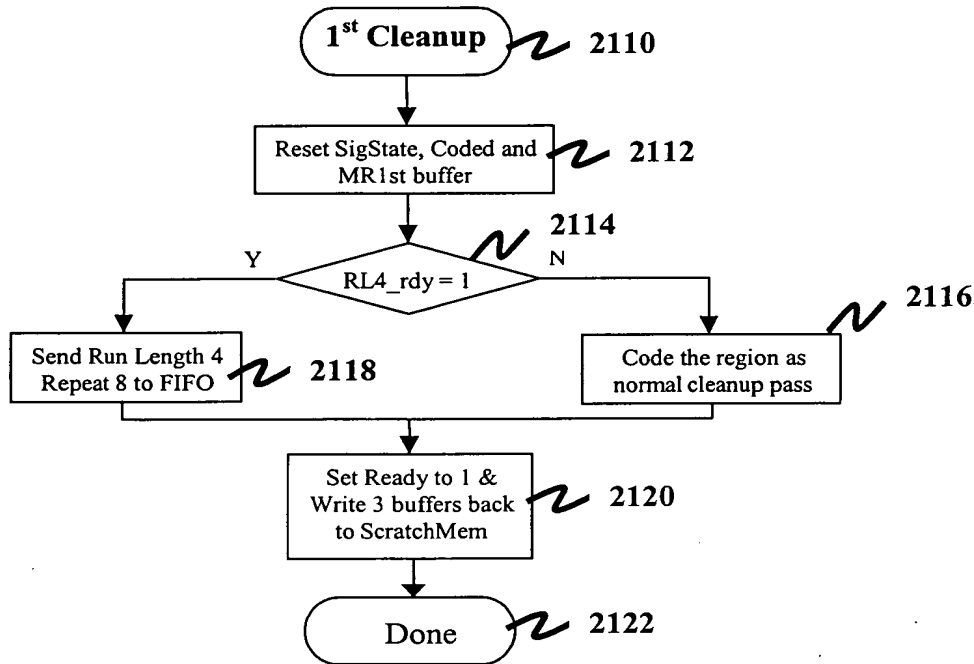 1st Cleanup
2110
Reset SigState, Coded and
MR1st buffer
2112
2114
Y
N
RL4_rdy = 1
2116
Send Run Length 4
Repeat 8 to FIFO
2118
Code the region as
normal cleanup pass
Set Ready to 1 &
Write 3 buffers back
to ScratchMem
2120
Done
2122